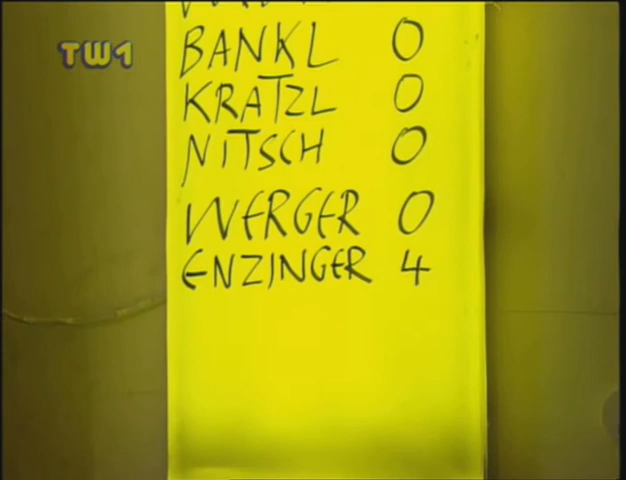 TW1
BANKL 0
KRATZL 0
NITSCH 0
WERGER 0
ENZINGER 4